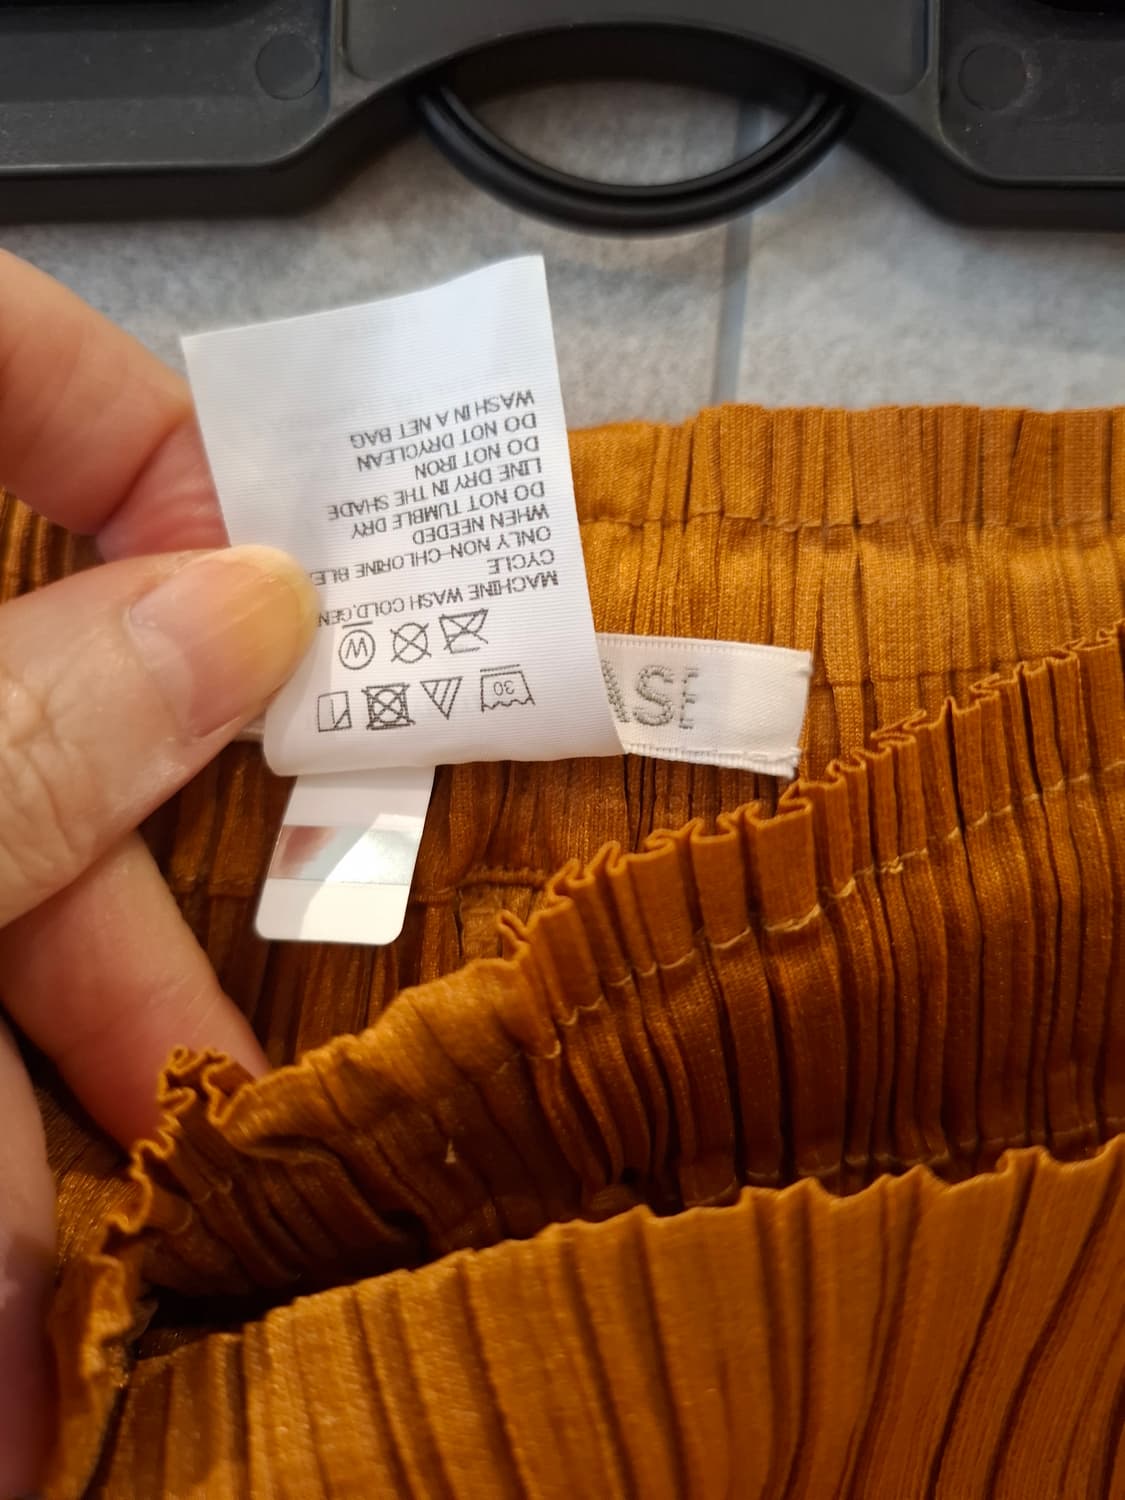 30
W
MACHINE WASH COLD,GEN
CYCLE
ONLY NON-CHLORINE BLE
WHEN NEEDED
DO NOT TUMBLE DRY
LINE DRY IN THE SHADE
DO NOT IRON
DO NOT DRYCLEAN
WASH IN A NET BAG
ASE